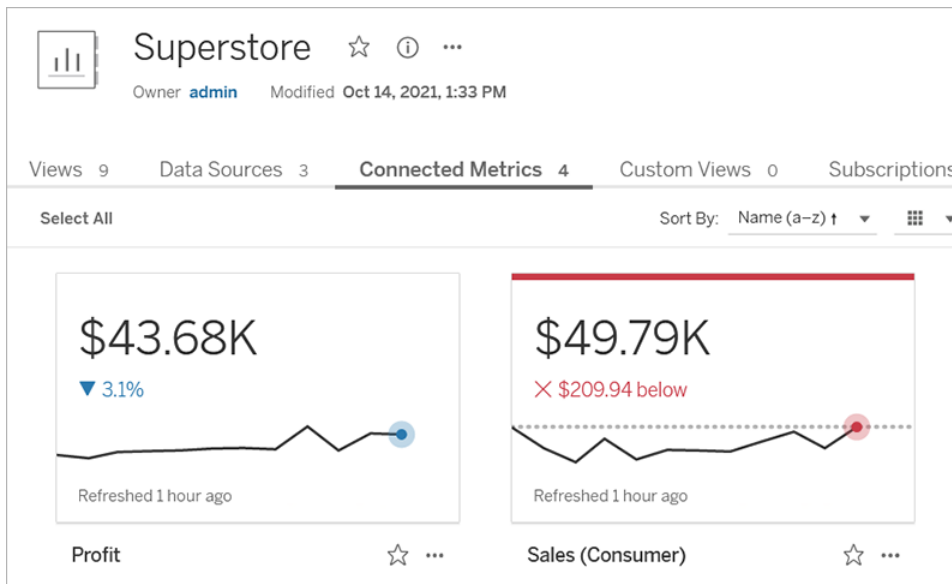 Superstore
Owner admin Modified Oct 14, 2021, 1:33 PM
Views 9 Data Sources 3 Connected Metrics 4 Custom Views 0 Subscriptions
Select All Sort By: Name (a–z) ↑
$43.68K $49.79K
▼ 3.1% × $209.94 below
Refreshed 1 hour ago Refreshed 1 hour ago
Profit Sales (Consumer)